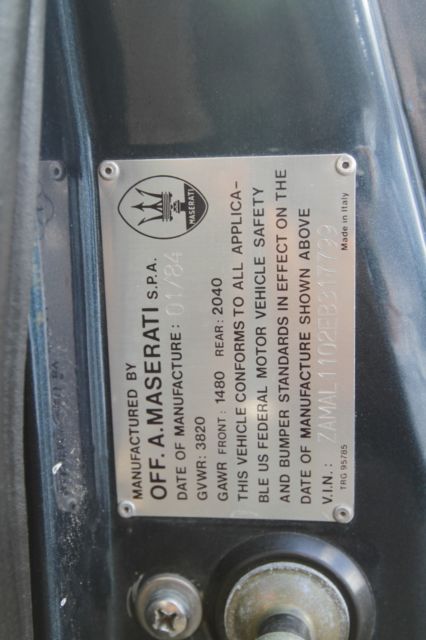 MASERATI
MANUFACTURED BY
OFF. A. MASERATI S.P.A.
DATE OF MANUFACTURE: 01/84
GVWR: 3820
GAWR FRONT: 1480 REAR: 2040
THIS VEHICLE CONFORMS TO ALL APPLICA-
BLE US FEDERAL MOTOR VEHICLE SAFETY
AND BUMPER STANDARDS IN EFFECT ON THE
DATE OF MANUFACTURE SHOWN ABOVE
V.I.N.: ZAMAL1102EB317739
TRG 95785 Made in Italy